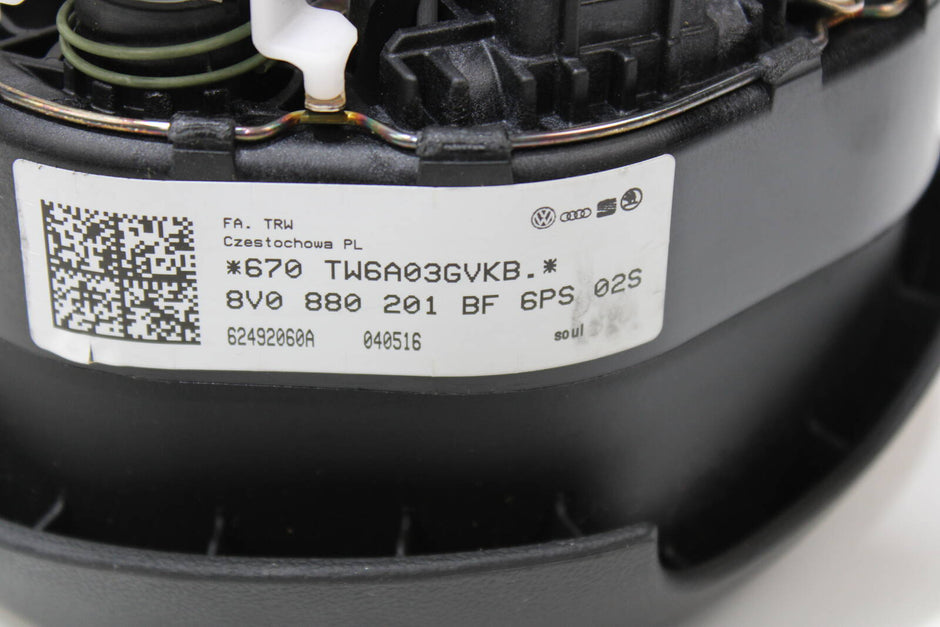 FA. TRW
Czestochowa PL
*670 TW6A03GVKB.*
8V0 880 201 BF 6PS 02S
62492060A 040516 soul